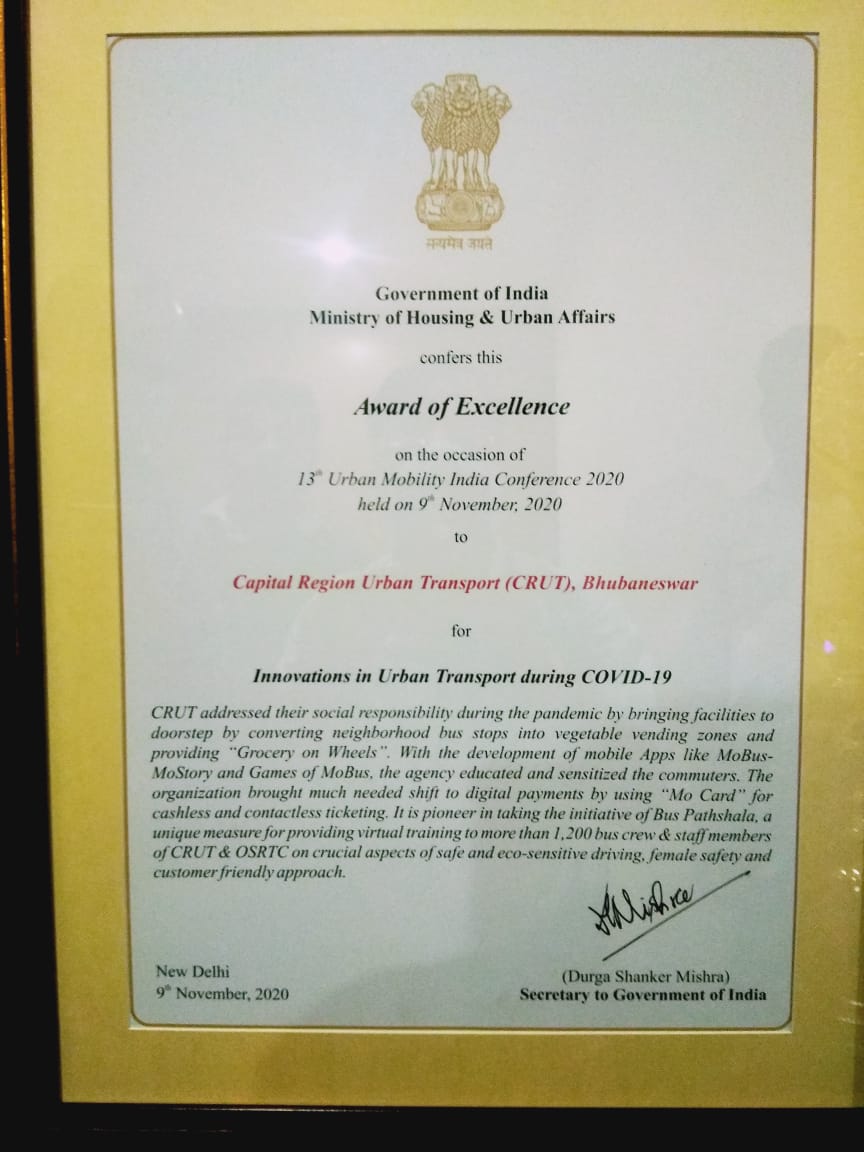 सत्यमेव जयते
Government of India
Ministry of Housing & Urban Affairs
confers this
Award of Excellence
on the occasion of
13th Urban Mobility India Conference 2020
held on 9th November, 2020
to
Capital Region Urban Transport (CRUT), Bhubaneswar
for
Innovations in Urban Transport during COVID-19
CRUT addressed their social responsibility during the pandemic by bringing facilities to
doorstep by converting neighborhood bus stops into vegetable vending zones and
providing “Grocery on Wheels”. With the development of mobile Apps like MoBus-
MoStory and Games of MoBus, the agency educated and sensitized the commuters. The
organization brought much needed shift to digital payments by using “Mo Card” for
cashless and contactless ticketing. It is pioneer in taking the initiative of Bus Pathshala, a
unique measure for providing virtual training to more than 1,200 bus crew & staff members
of CRUT & OSRTC on crucial aspects of safe and eco-sensitive driving, female safety and
customer friendly approach.
New Delhi
9th November, 2020
(Durga Shanker Mishra)
Secretary to Government of India